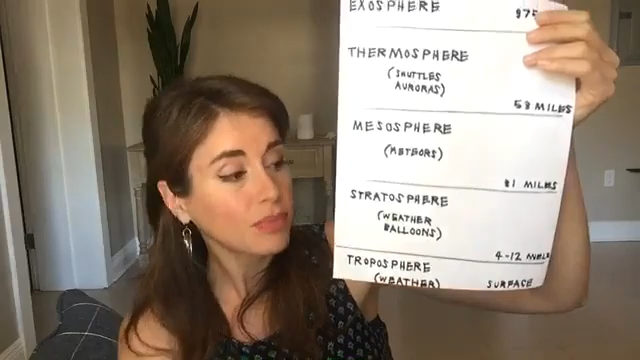 EXOSPHERE 375
THERMOSPHERE
(SHUTTLES
AURORAS)
53 MILES
MESOSPHERE
(METEORS)
31 MILES
STRATOSPHERE
(WEATHER
BALLOONS)
4-12 MILES
TROPOSPHERE
(WEATHER) SURFACE